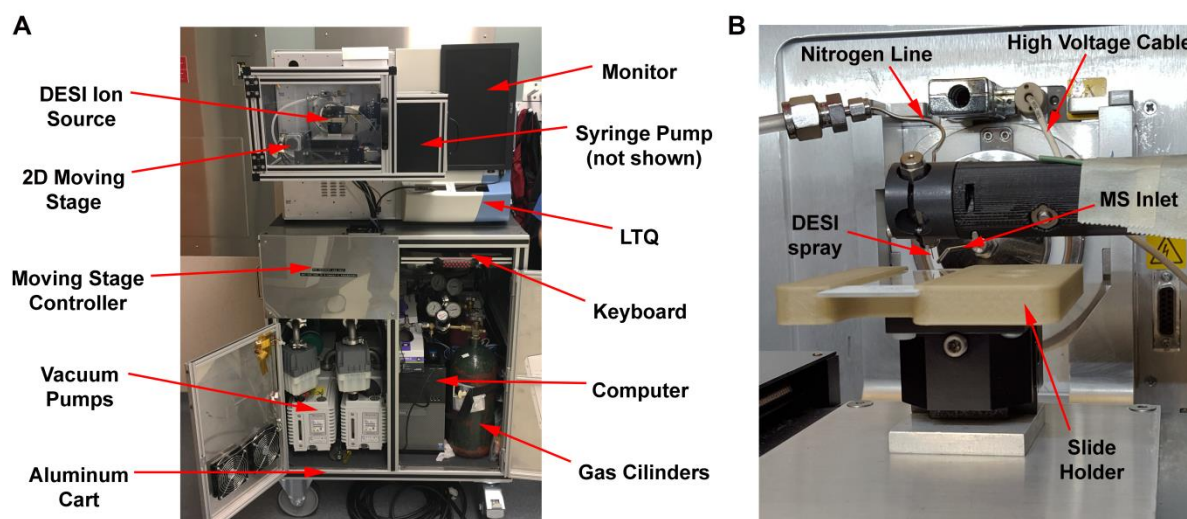 A
DESI Ion
Source
2D Moving
Stage
Moving Stage
Controller
Vacuum
Pumps
Aluminum
Cart
Monitor
Syringe Pump
(not shown)
LTQ
Keyboard
Computer
Gas Cilinders
B
Nitrogen Line
High Voltage Cable
DESI
spray
MS Inlet
Slide
Holder